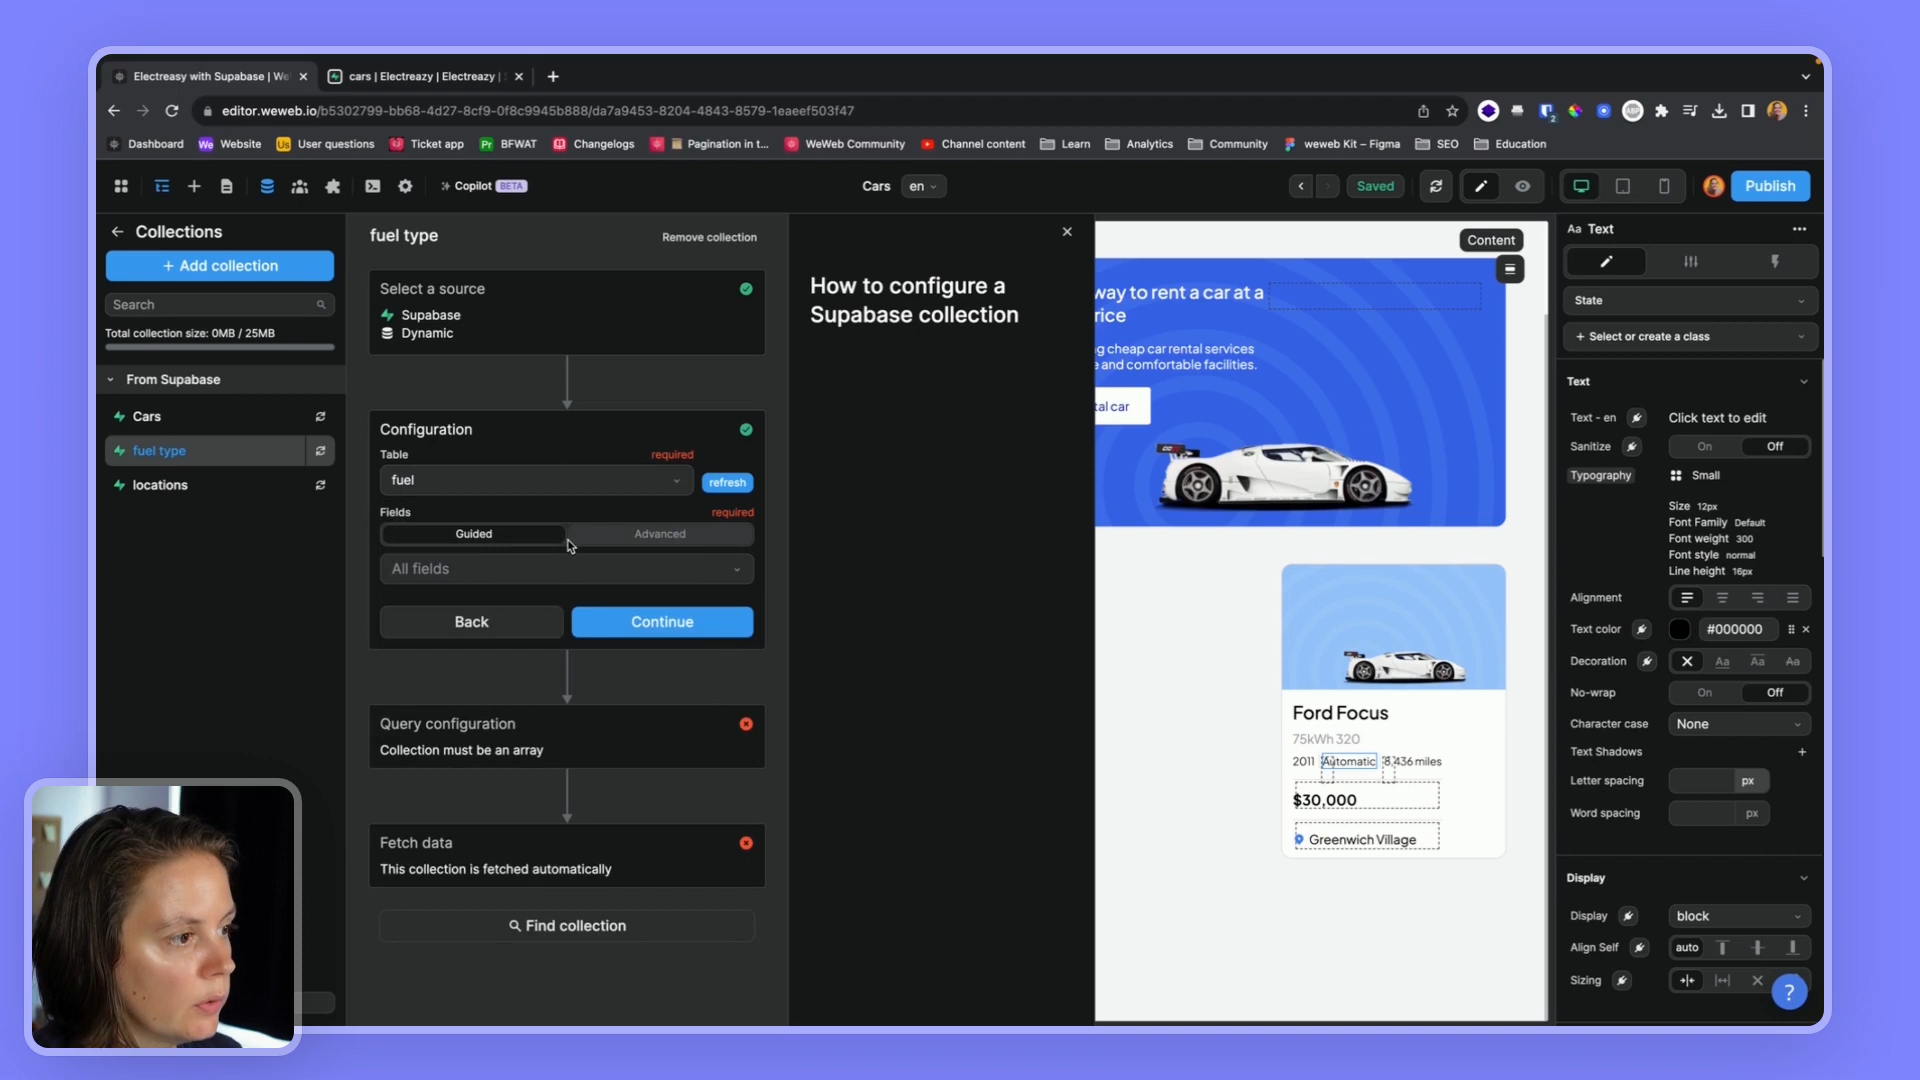 Electreasy with Supabase | We
cars | Electreazy | Electreazy |
editor.weweb.io/b5302799-bb68-4d27-8cf9-0f8c9945b888/da7a9453-8204-4843-8579-1eaeef503f47
Dashboard
We Website
Us User questions
Ticket app
Pr BFWAT
Changelogs
Pagination in t...
WeWeb Community
Channel content
Learn
Analytics
Community
weweb Kit – Figma
SEO
Education
Copilot BETA
Cars
en
Saved
Publish
Collections
+ Add collection
Search
Total collection size: 0MB / 25MB
From Supabase
Cars
fuel type
locations
fuel type
Remove collection
Select a source
Supabase
Dynamic
Configuration
Table required
fuel
refresh
Fields required
Guided
Advanced
All fields
Back
Continue
Query configuration
Collection must be an array
Fetch data
This collection is fetched automatically
Find collection
How to configure a
Supabase collection
Content
way to rent a car at a
rice
g cheap car rental services
e and comfortable facilities.
tal car
Ford Focus
75kWh 320
2011 Automatic 8,436 miles
$30,000
Greenwich Village
Aa Text
State
+ Select or create a class
Text
Text - en
Click text to edit
Sanitize
On
Off
Typography
Small
Size 12px
Font Family Default
Font weight 300
Font style normal
Line height 16px
Alignment
Text color
#000000
Decoration
Aa Aa Aa
No-wrap
On
Off
Character case
None
Text Shadows
Letter spacing
px
Word spacing
px
Display
Display
block
Align Self
auto
Sizing
?